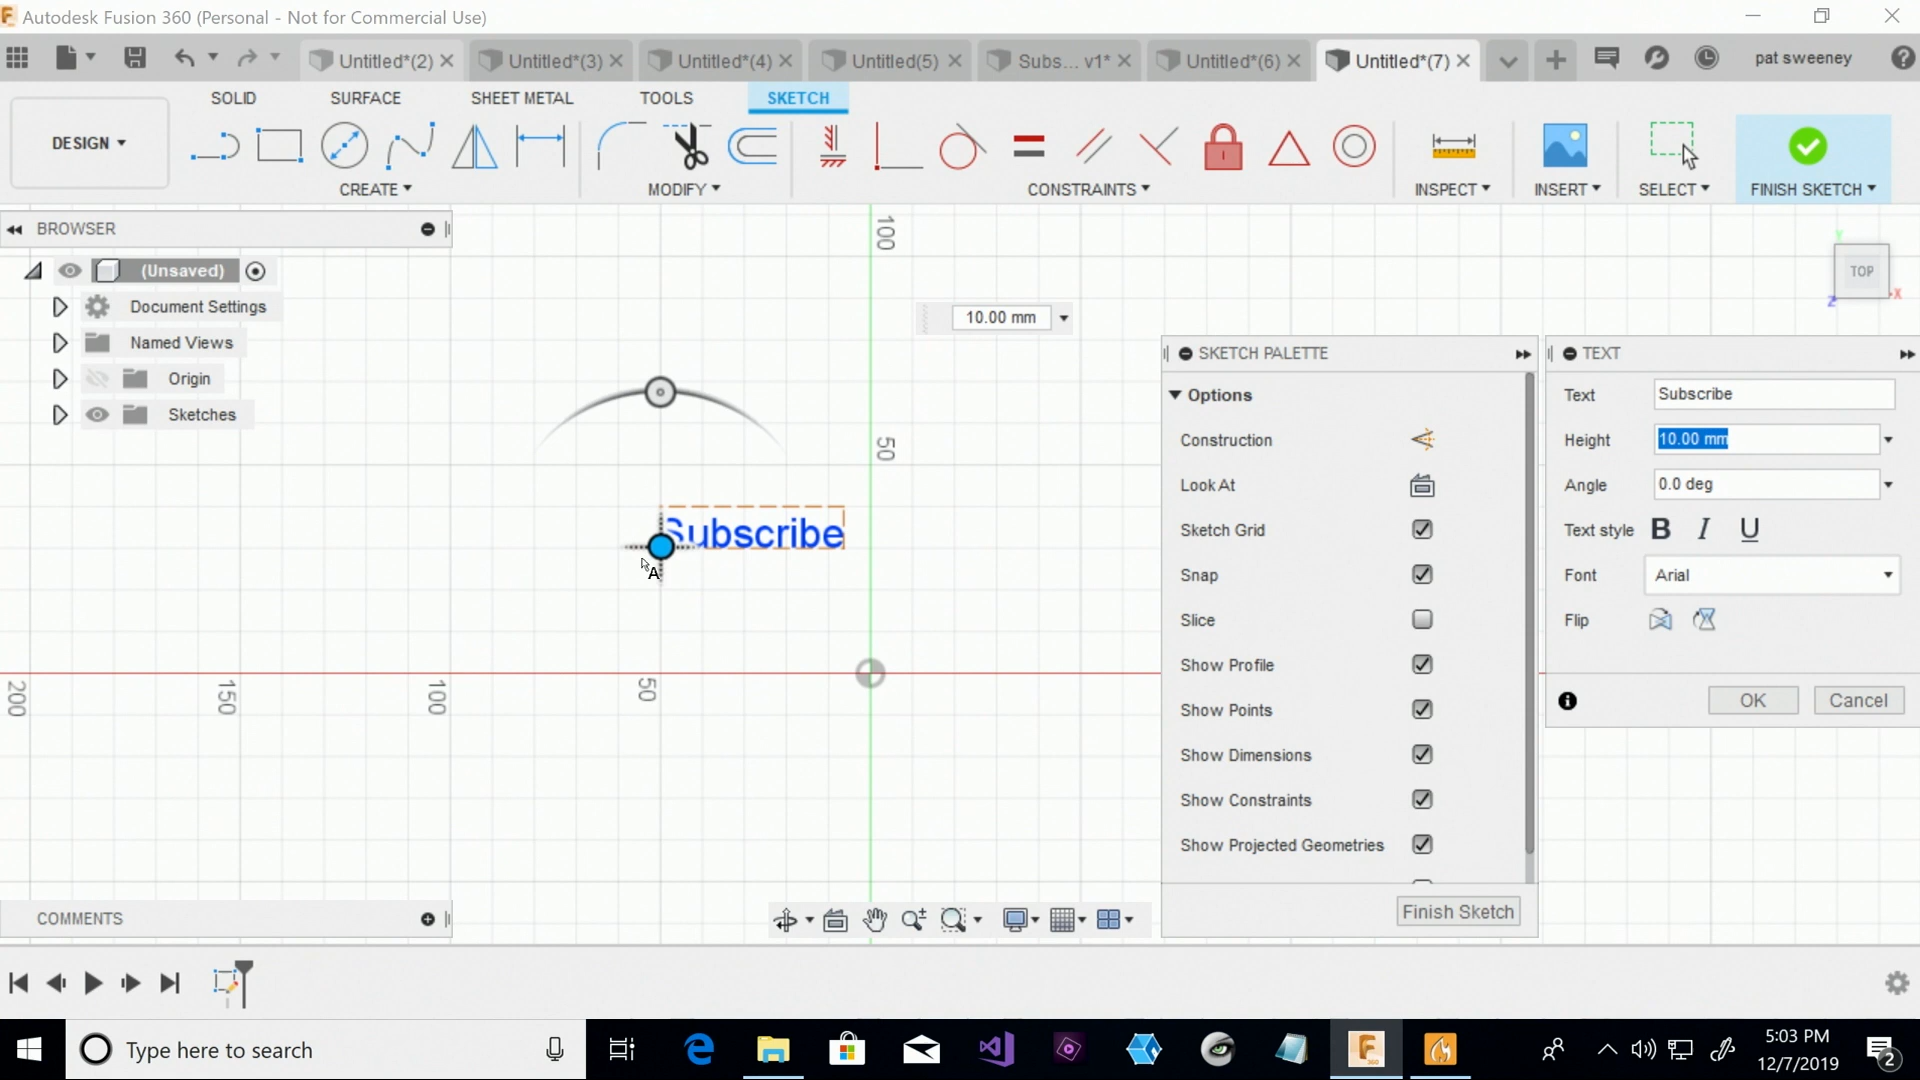 Autodesk Fusion 360 (Personal - Not for Commercial Use)
Untitled*(2)
Untitled*(3)
Untitled*(4)
Untitled(5)
Subs... v1*
Untitled*(6)
Untitled*(7)
pat sweeney
SOLID
SURFACE
SHEET METAL
TOOLS
SKETCH
DESIGN
CREATE
MODIFY
CONSTRAINTS
INSPECT
INSERT
SELECT
FINISH SKETCH
BROWSER
(Unsaved)
Document Settings
Named Views
Origin
Sketches
100
50
10.00 mm
Subscribe
A
200
150
100
50
Y
TOP
X
Z
SKETCH PALETTE
Options
Construction
Look At
Sketch Grid
Snap
Slice
Show Profile
Show Points
Show Dimensions
Show Constraints
Show Projected Geometries
Finish Sketch
TEXT
Text Subscribe
Height 10.00 mm
Angle 0.0 deg
Text style B I U
Font Arial
Flip
OK Cancel
COMMENTS
Type here to search
5:03 PM
12/7/2019
2